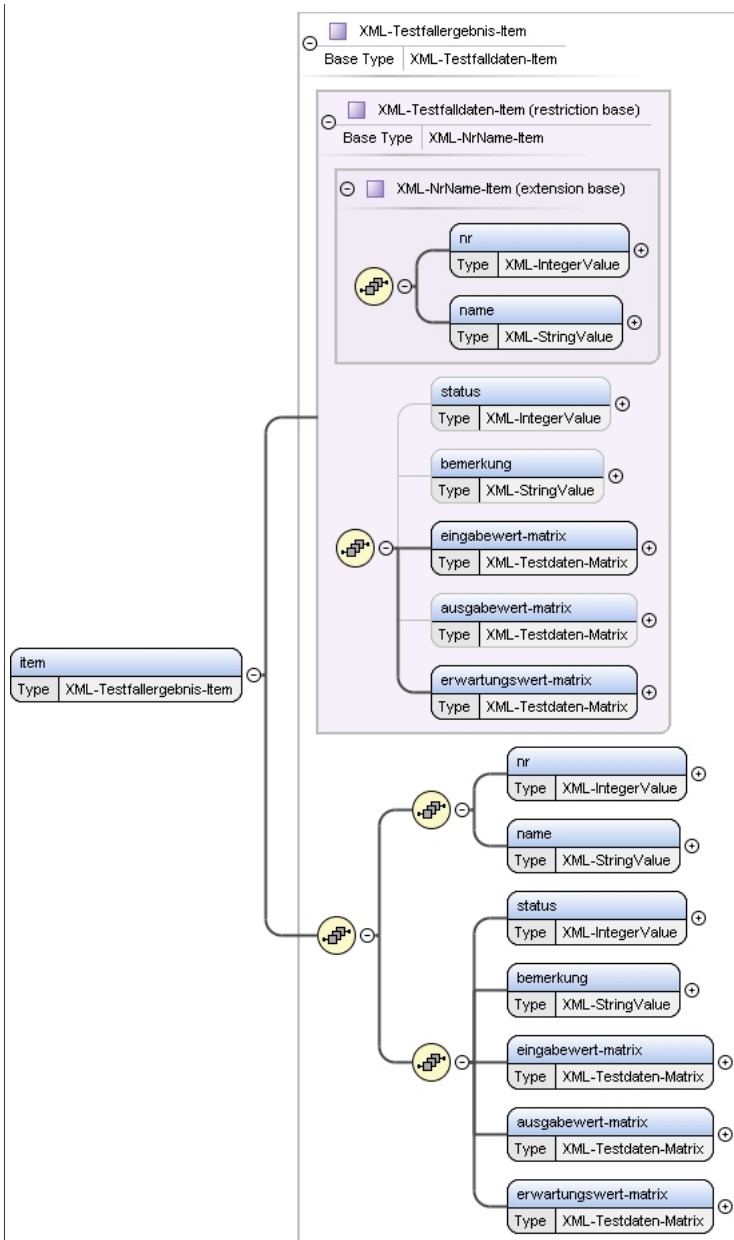 XML-Testfallergebnis-Item
Base Type XML-Testfalldaten-Item
XML-Testfalldaten-Item (restriction base)
Base Type XML-NrName-Item
XML-NrName-Item (extension base)
nr
Type XML-IntegerValue
name
Type XML-StringValue
status
Type XML-IntegerValue
bemerkung
Type XML-StringValue
eingabewert-matrix
Type XML-Testdaten-Matrix
ausgabewert-matrix
Type XML-Testdaten-Matrix
erwartungswert-matrix
Type XML-Testdaten-Matrix
item
Type XML-Testfallergebnis-Item
nr
Type XML-IntegerValue
name
Type XML-StringValue
status
Type XML-IntegerValue
bemerkung
Type XML-StringValue
eingabewert-matrix
Type XML-Testdaten-Matrix
ausgabewert-matrix
Type XML-Testdaten-Matrix
erwartungswert-matrix
Type XML-Testdaten-Matrix